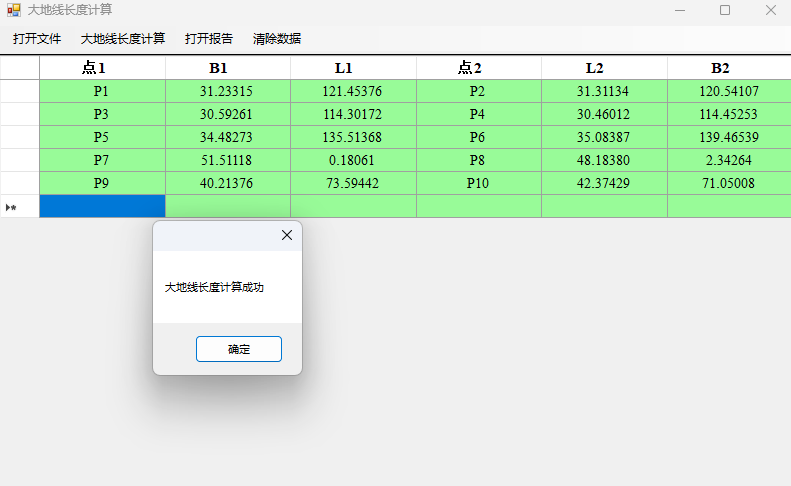 大地线长度计算
打开文件 大地线长度计算 打开报告 清除数据
点1 B1 L1 点2 L2 B2
P1 31.23315 121.45376 P2 31.31134 120.54107
P3 30.59261 114.30172 P4 30.46012 114.45253
P5 34.48273 135.51368 P6 35.08387 139.46539
P7 51.51118 0.18061 P8 48.18380 2.34264
P9 40.21376 73.59442 P10 42.37429 71.05008
大地线长度计算成功
确定